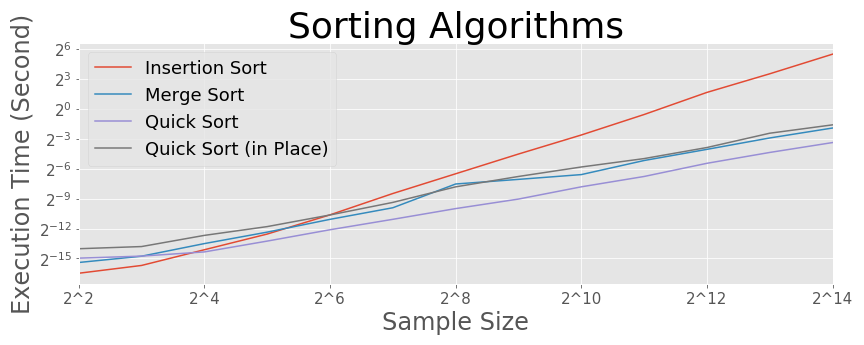 Sorting Algorithms
Execution Time (Second)
2^6
2^3
2^0
2^−3
2^−6
2^−9
2^−12
2^−15
Insertion Sort
Merge Sort
Quick Sort
Quick Sort (in Place)
2^2 2^4 2^6 2^8 2^10 2^12 2^14
Sample Size